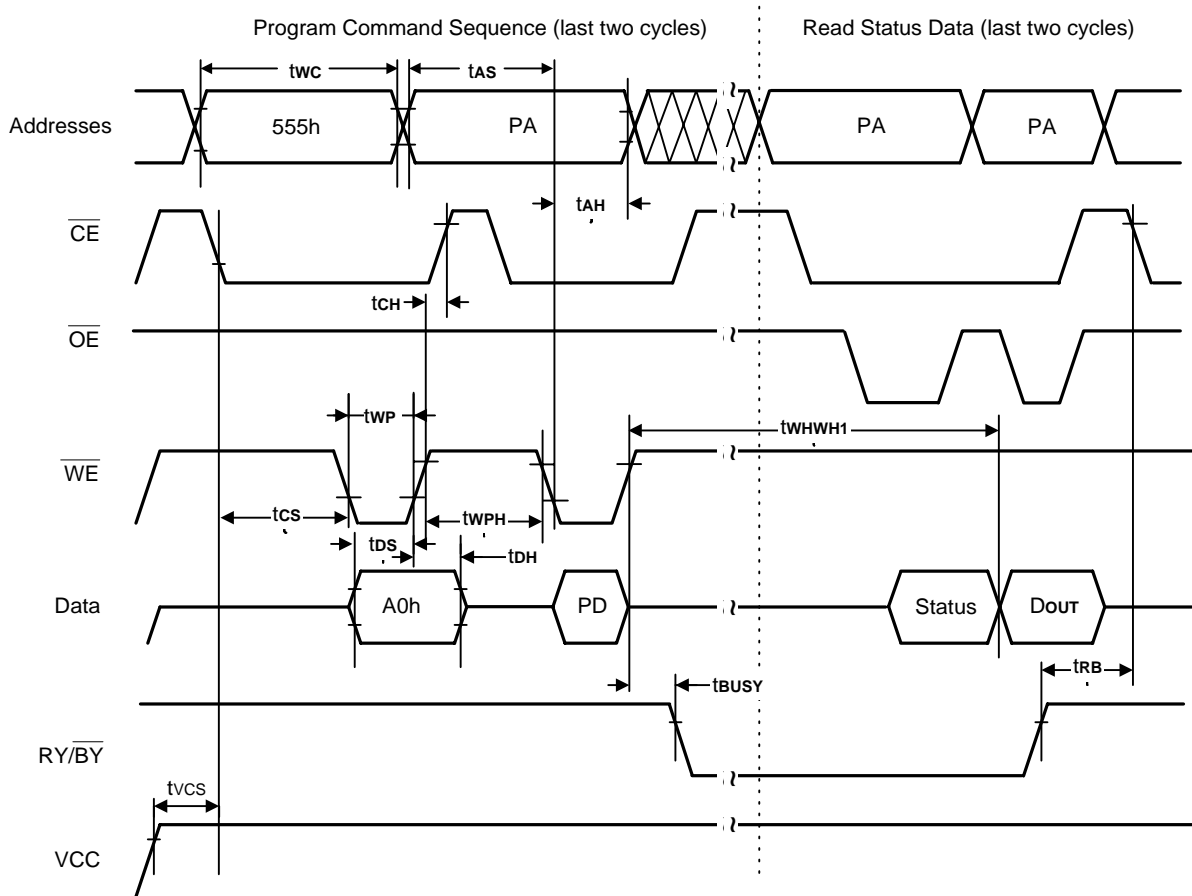 Program Command Sequence (last two cycles) Read Status Data (last two cycles)
tWC tAS
Addresses 555h PA PA PA
tAH
CE
tCH
OE
tWP tWHWH1
WE
tCS tWPH
tDS tDH
Data A0h PD Status DOUT
tBUSY tRB
RY/BY
tVCS
VCC